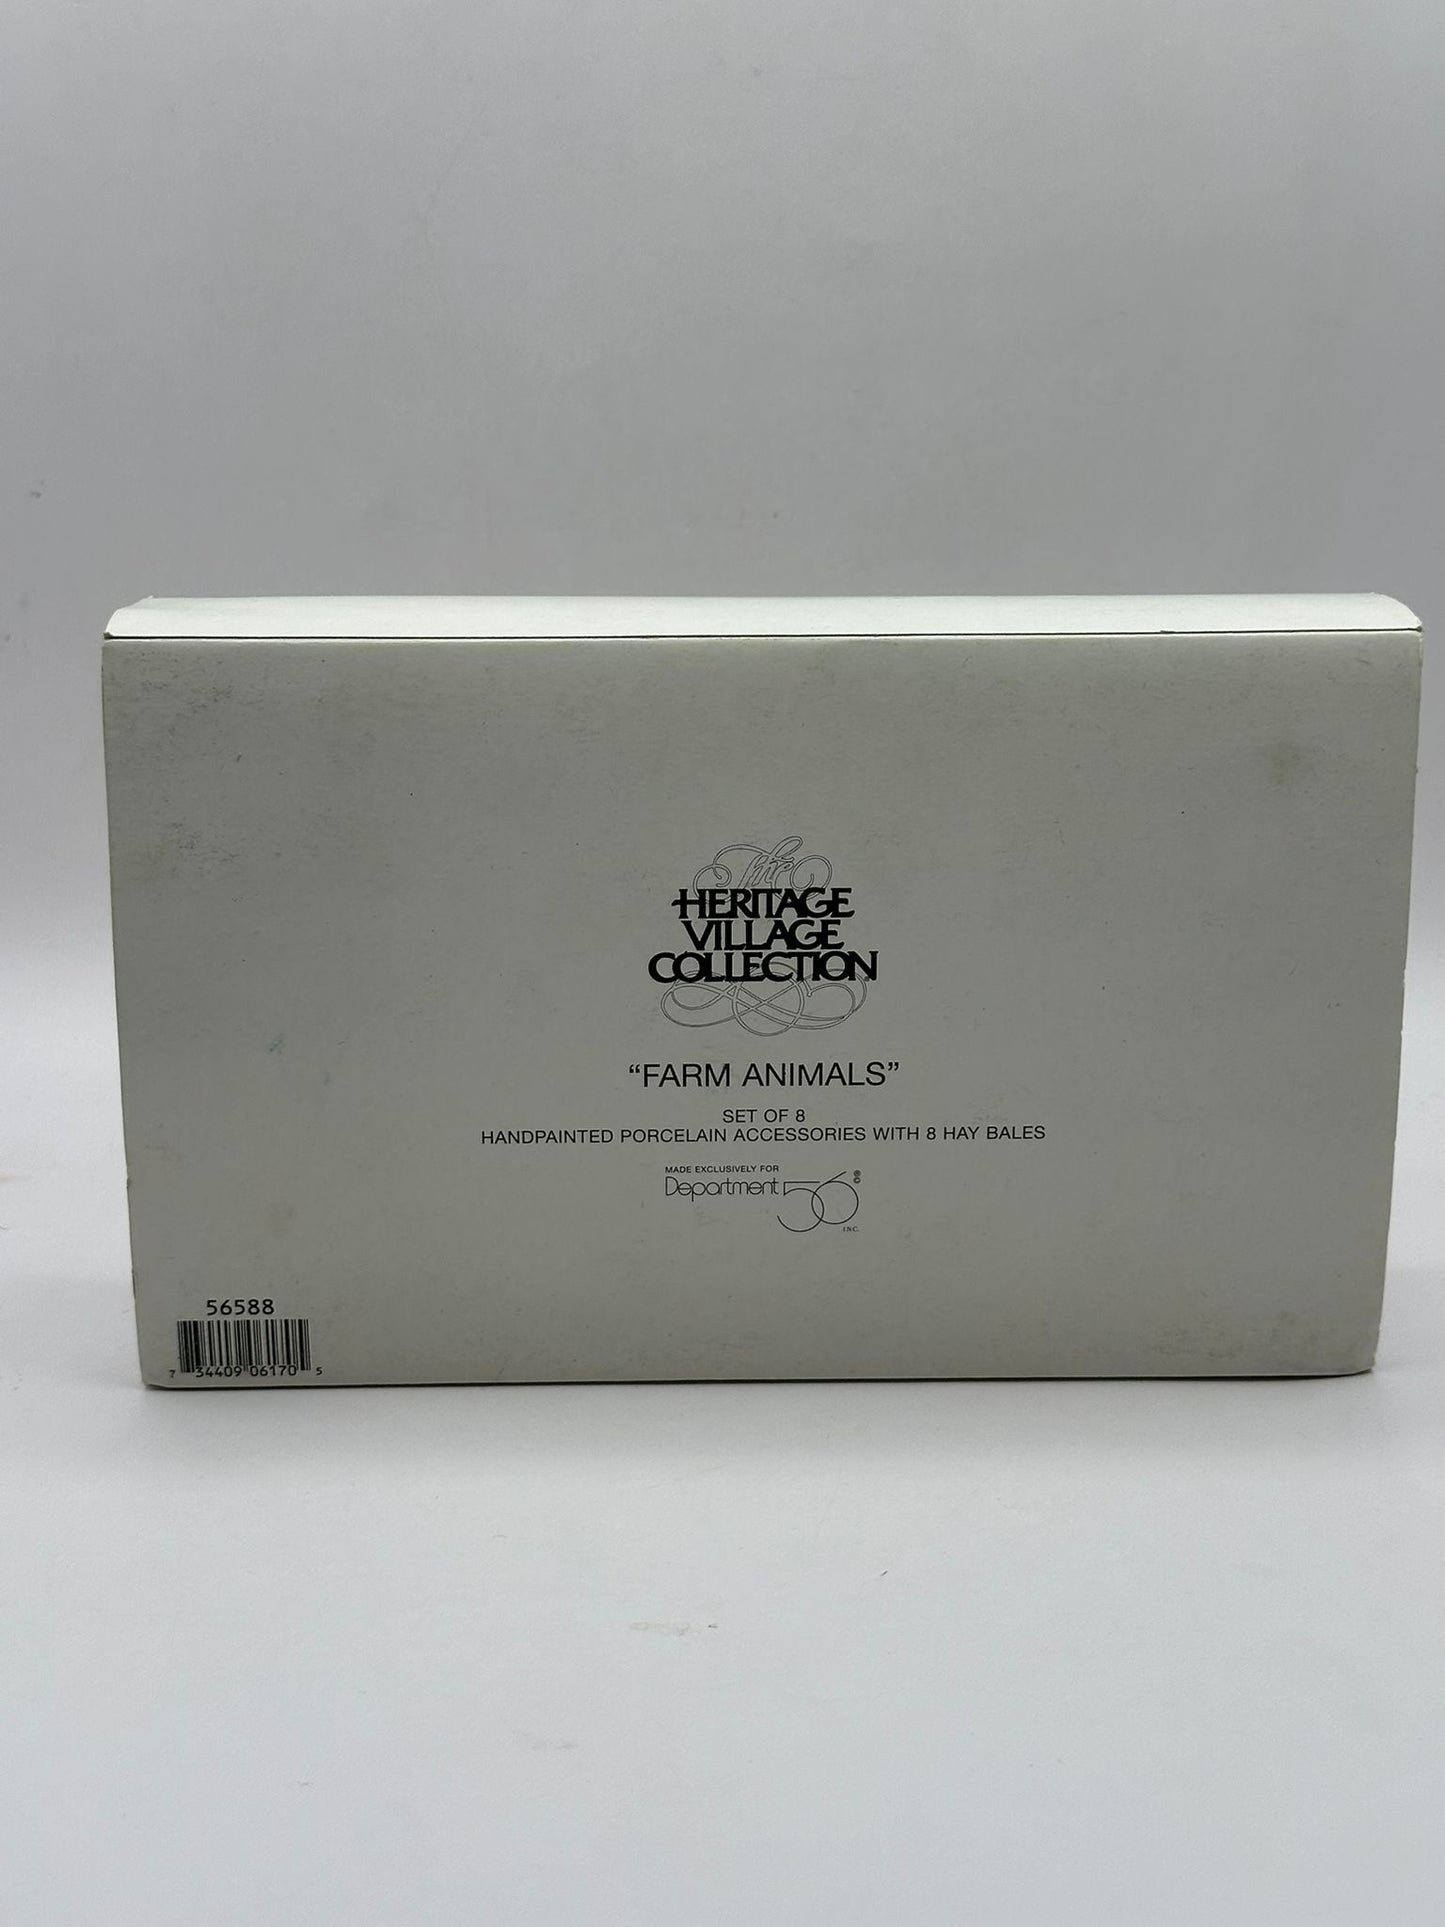 The
HERITAGE
VILLAGE
COLLECTION
“FARM ANIMALS”
SET OF 8
HANDPAINTED PORCELAIN ACCESSORIES WITH 8 HAY BALES
MADE EXCLUSIVELY FOR
Department 56®
INC.
56588
7 34409 06170 5